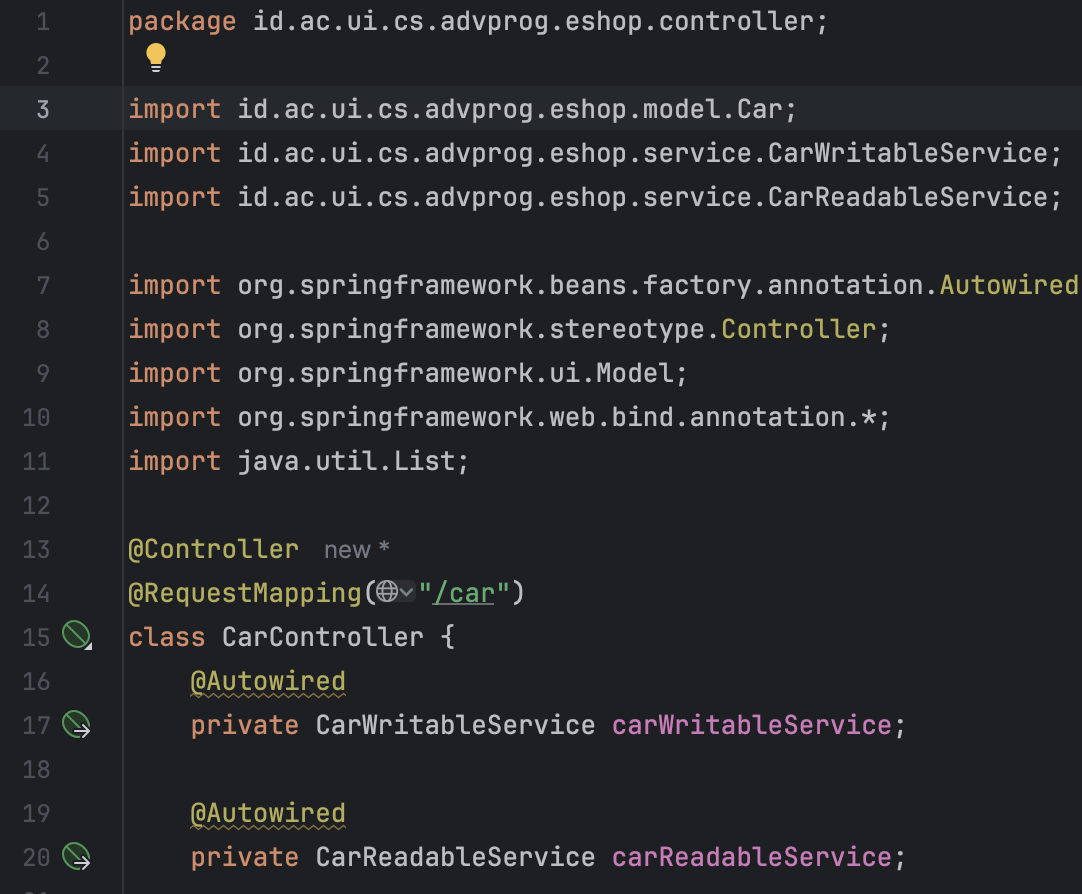 1 package id.ac.ui.cs.advprog.eshop.controller;
2
3 import id.ac.ui.cs.advprog.eshop.model.Car;
4 import id.ac.ui.cs.advprog.eshop.service.CarWritableService;
5 import id.ac.ui.cs.advprog.eshop.service.CarReadableService;
6
7 import org.springframework.beans.factory.annotation.Autowired
8 import org.springframework.stereotype.Controller;
9 import org.springframework.ui.Model;
10 import org.springframework.web.bind.annotation.*;
11 import java.util.List;
12
13 @Controller new *
14 @RequestMapping("/car")
15 class CarController {
16 @Autowired
17 private CarWritableService carWritableService;
18
19 @Autowired
20 private CarReadableService carReadableService;